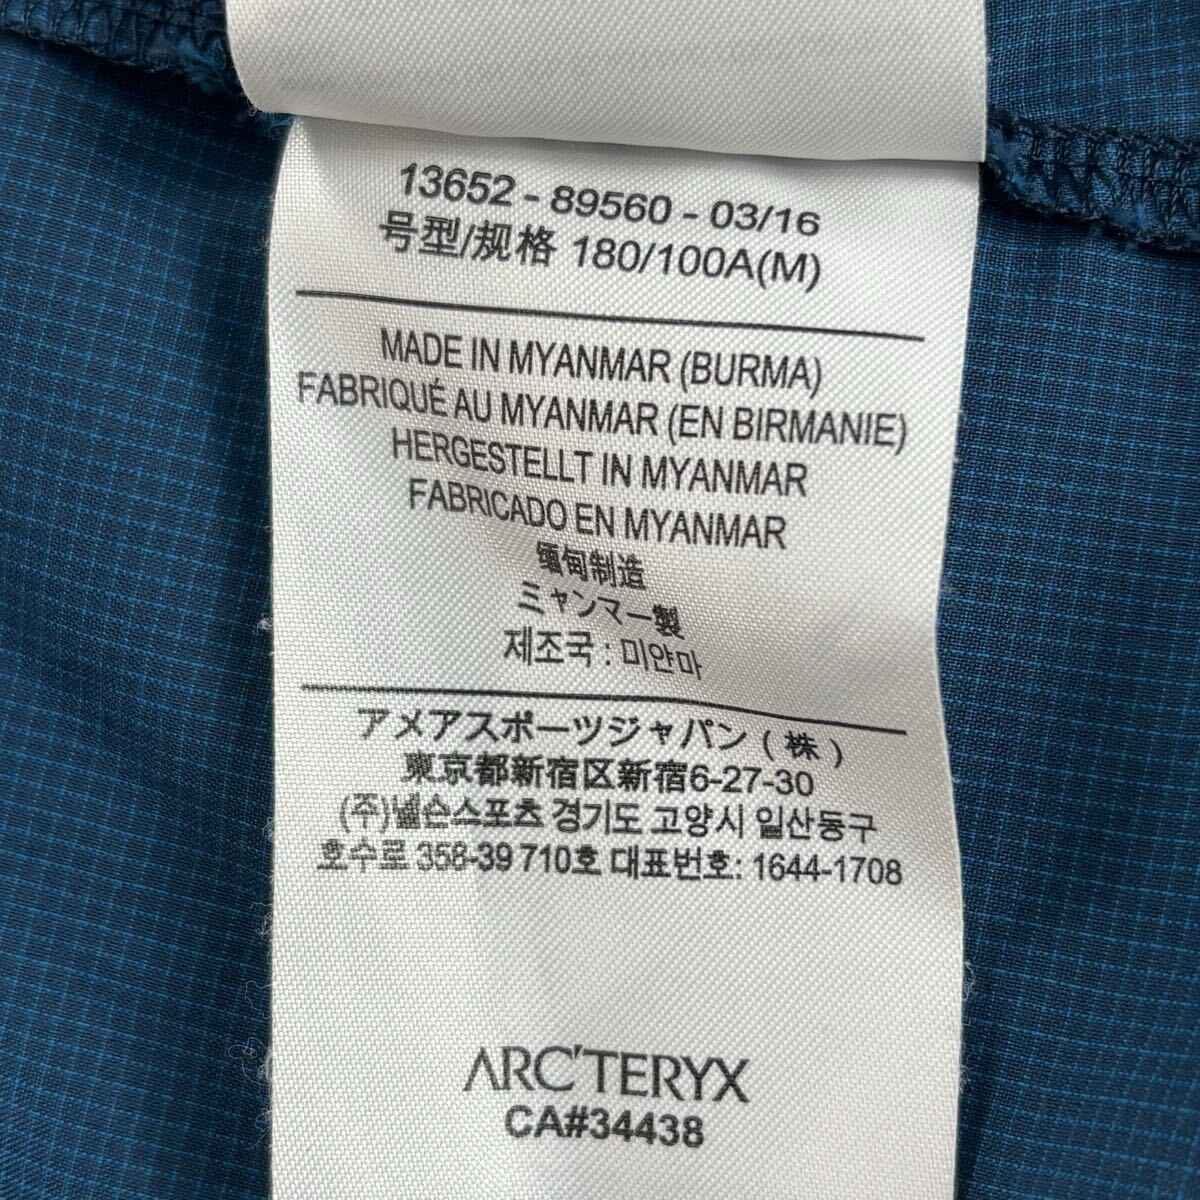 13652 - 89560 - 03/16
号型/规格 180/100A(M)
MADE IN MYANMAR (BURMA)
FABRIQUÉ AU MYANMAR (EN BIRMANIE)
HERGESTELLT IN MYANMAR
FABRICADO EN MYANMAR
缅甸制造
ミャンマー製
제조국 : 미얀마
アメアスポーツジャパン ( 株 )
東京都新宿区新宿6-27-30
(주)넬슨스포츠 경기도 고양시 일산동구
호수로 358-39 710호 대표번호: 1644-1708
ARC'TERYX
CA#34438